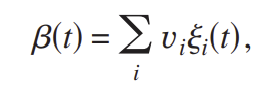 β(t) = ∑ᵢ vᵢξᵢ(t),